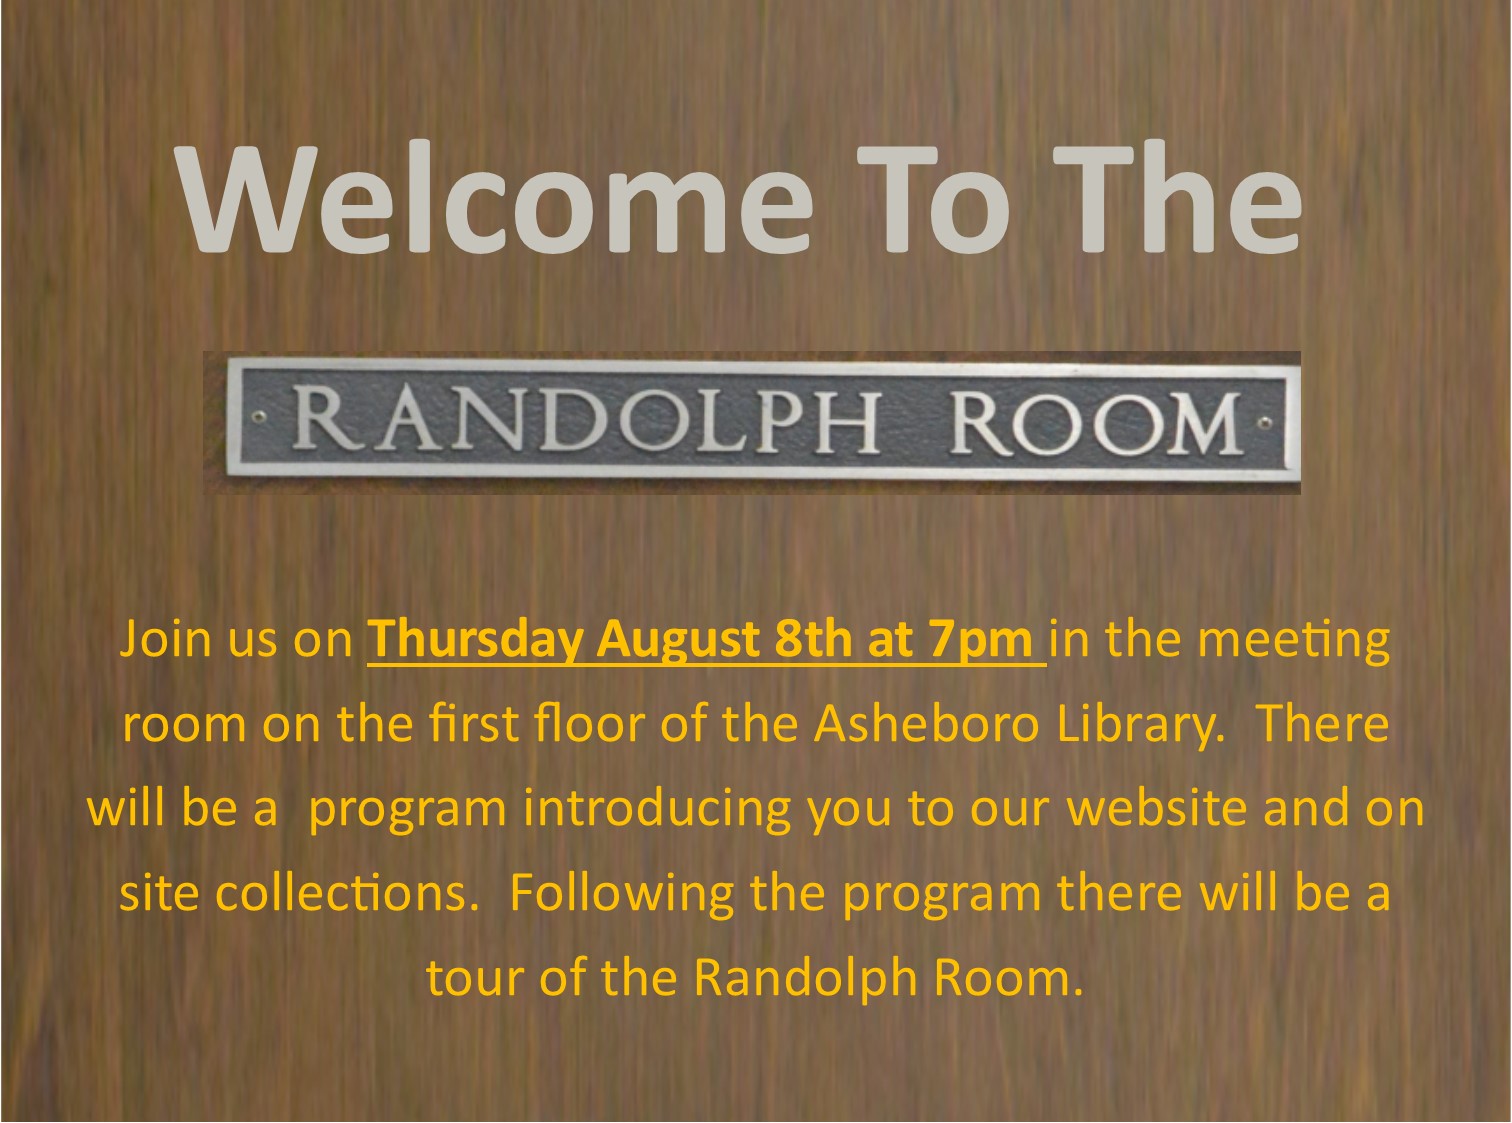 Welcome To The
RANDOLPH ROOM
Join us on Thursday August 8th at 7pm in the meeting
room on the first floor of the Asheboro Library.  There
will be a  program introducing you to our website and on
site collections.  Following the program there will be a
tour of the Randolph Room.